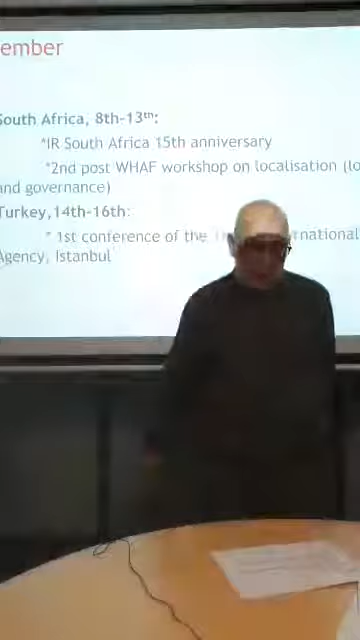 ember
South Africa, 8th-13th:
*IR South Africa 15th anniversary
*2nd post WHAF workshop on localisation (lo
and governance)
Turkey,14th-16th:
* 1st conference of the rnational
Agency, Istanbul